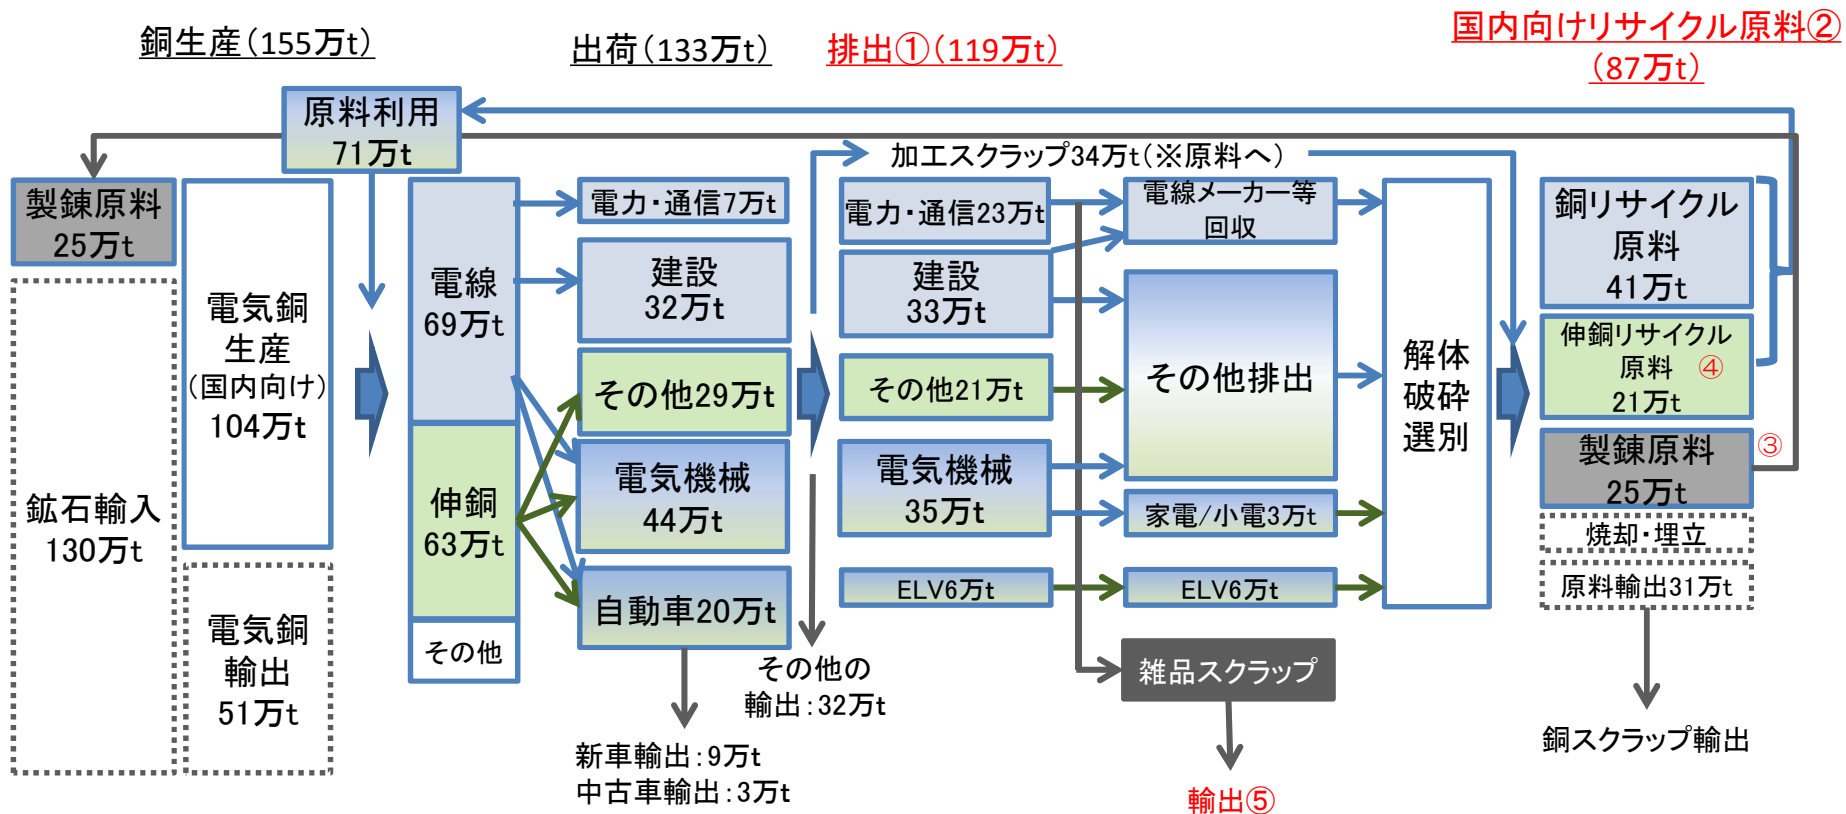 銅生産（155万t）
出荷（133万t）
排出①（119万t）
国内向けリサイクル原料②
（87万t）
原料利用
71万t
加工スクラップ34万t（※原料へ）
製錬原料
25万t
鉱石輸入
130万t
電気銅
生産
（国内向け）
104万t
電気銅
輸出
51万t
電線
69万t
伸銅
63万t
その他
電力・通信7万t
建設
32万t
その他29万t
電気機械
44万t
自動車20万t
新車輸出：9万t
中古車輸出：3万t
その他の
輸出：32万t
電力・通信23万t
建設
33万t
その他21万t
電気機械
35万t
ELV6万t
電線メーカー等
回収
その他排出
家電/小電3万t
ELV6万t
雑品スクラップ
輸出⑤
解体
破砕
選別
銅リサイクル
原料
41万t
伸銅リサイクル
原料 ④
21万t
製錬原料 ③
25万t
焼却・埋立
原料輸出31万t
銅スクラップ輸出